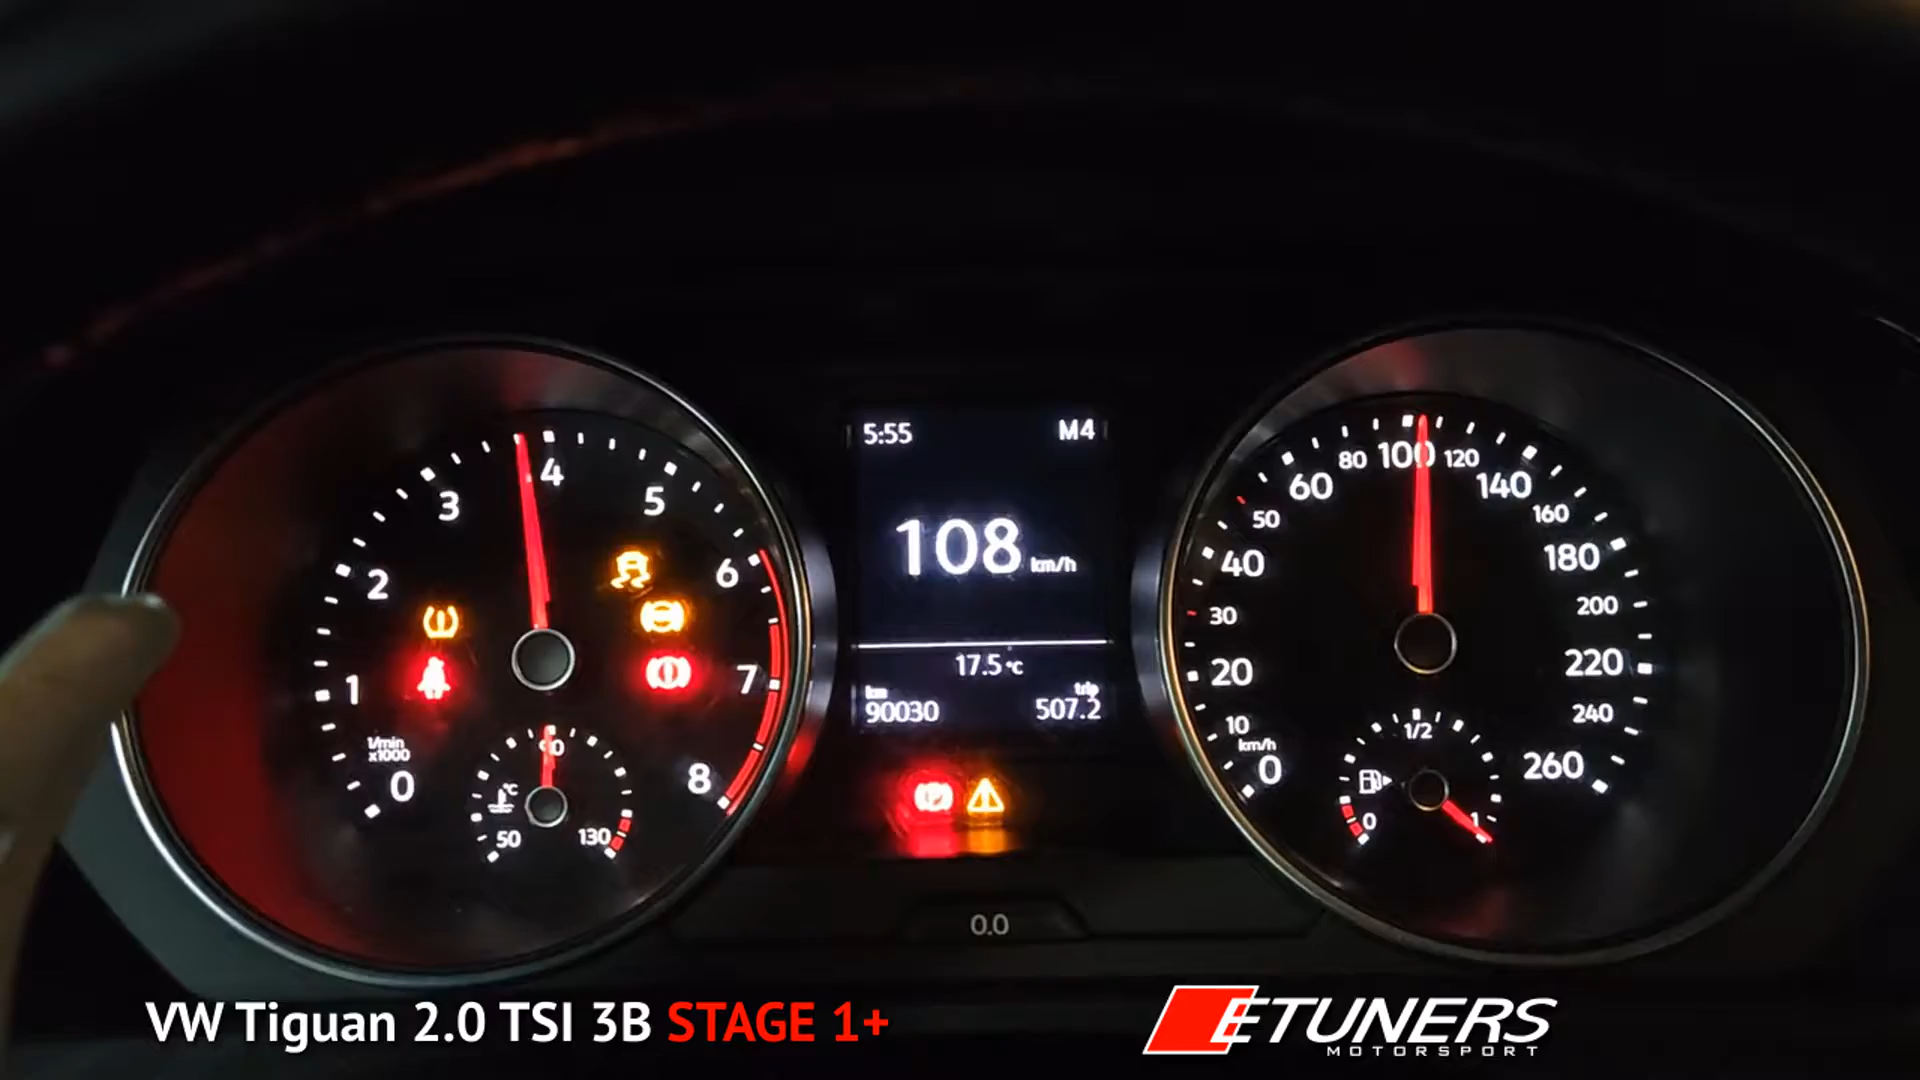 5:55 M4
108 km/h
17.5 °C
km trip
90030 507.2
0.0
0 1 2 3 4 5 6 7 8
1/min
x1000
50 90 130
°C
0 10 20 30 40 50 60 80 100 120 140 160 180 200 220 240 260
km/h
0 1/2 1
VW Tiguan 2.0 TSI 3B STAGE 1+
ETUNERS
MOTORSPORT